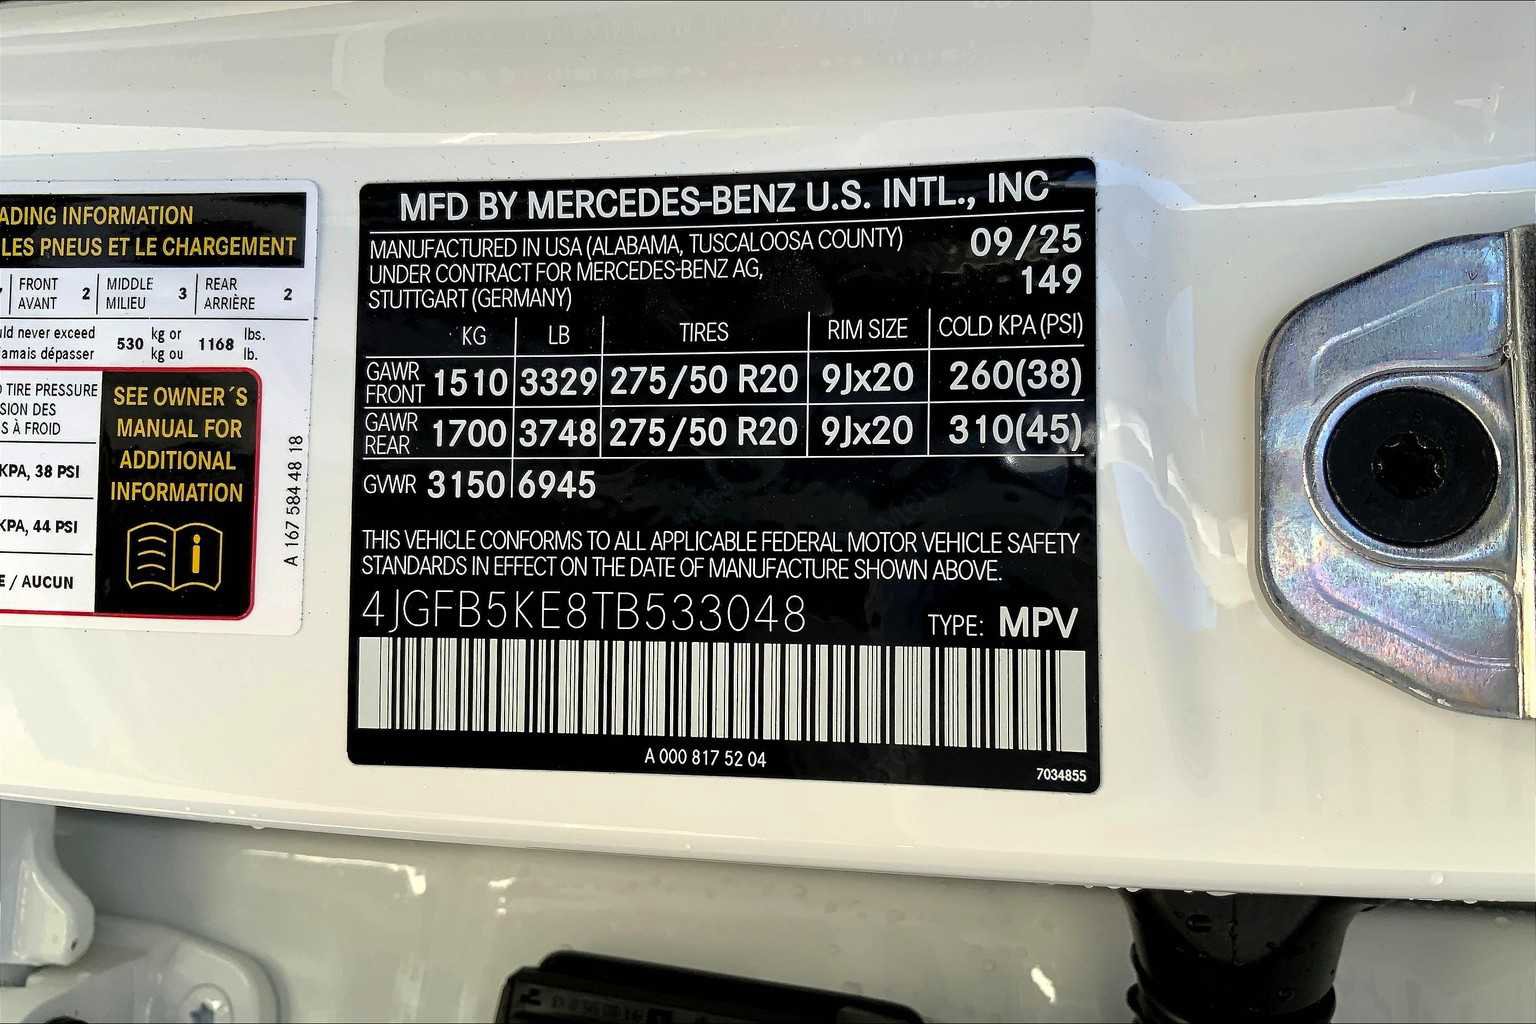 ADING INFORMATION
LES PNEUS ET LE CHARGEMENT
FRONT AVANT 2 MIDDLE MILIEU 3 REAR ARRIÈRE 2
never exceed 530 kg or 1168 lbs.
dépasser kg ou lb.
TIRE PRESSURE
DES
À FROID
KPA, 38 PSI
KPA, 44 PSI
/ AUCUN
SEE OWNER´S
MANUAL FOR
ADDITIONAL
INFORMATION
A 167 584 48 18
MFD BY MERCEDES-BENZ U.S. INTL., INC
MANUFACTURED IN USA (ALABAMA, TUSCALOOSA COUNTY) 09/25
UNDER CONTRACT FOR MERCEDES-BENZ AG, 149
STUTTGART (GERMANY)
KG LB TIRES RIM SIZE COLD KPA (PSI)
GAWR FRONT 1510 3329 275/50 R20 9Jx20 260(38)
GAWR REAR 1700 3748 275/50 R20 9Jx20 310(45)
GVWR 3150 6945
THIS VEHICLE CONFORMS TO ALL APPLICABLE FEDERAL MOTOR VEHICLE SAFETY
STANDARDS IN EFFECT ON THE DATE OF MANUFACTURE SHOWN ABOVE.
4JGFB5KE8TB533048 TYPE: MPV
A 000 817 52 04
7034855